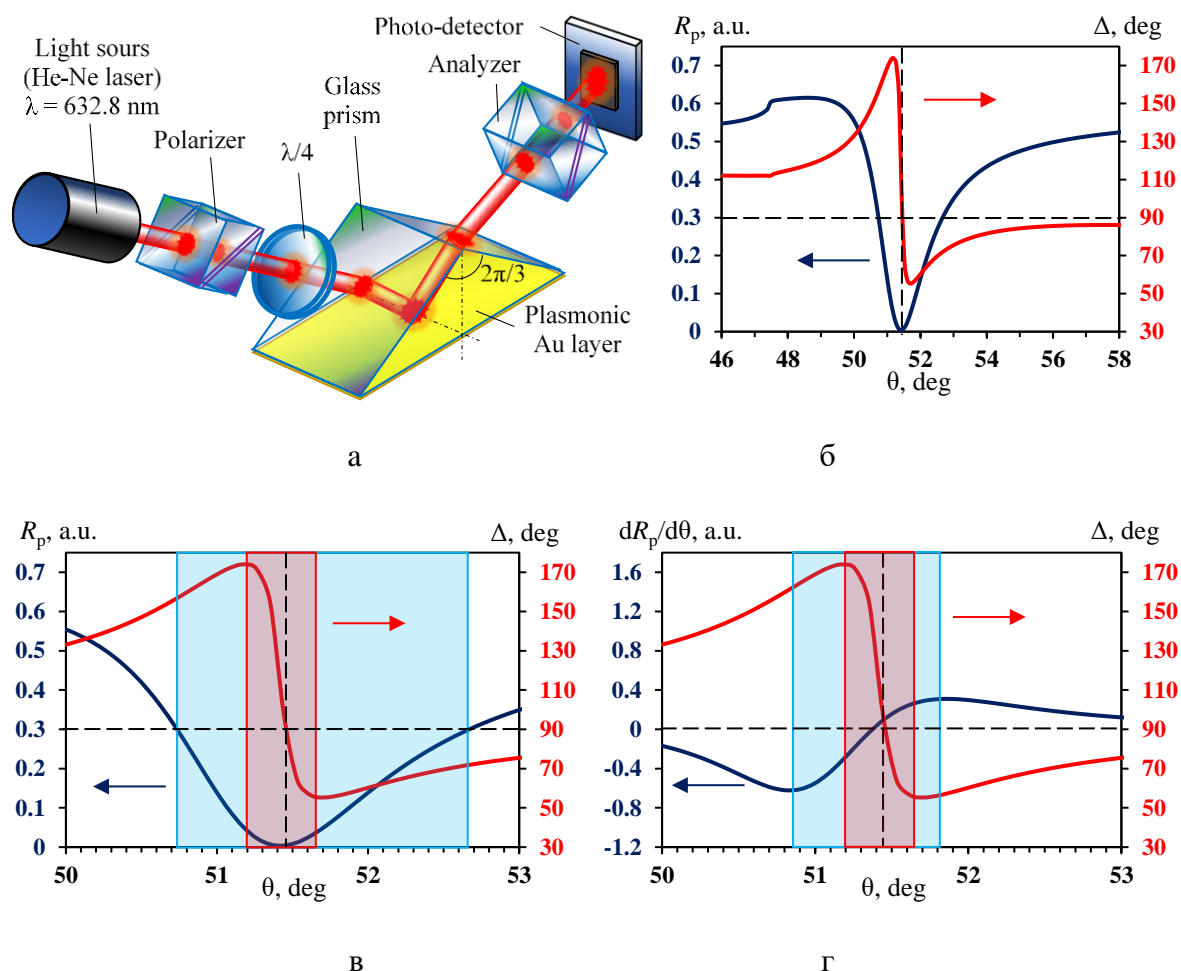 Light sours
(He-Ne laser)
λ = 632.8 nm
Polarizer
λ/4
Glass
prism
Analyzer
Photo-detector
2π/3
Plasmonic
Au layer
а
Rp, a.u.
Δ, deg
0.7
0.6
0.5
0.4
0.3
0.2
0.1
0
170
150
130
110
90
70
50
30
46 48 50 52 54 56 58
θ, deg
б
Rp, a.u.
Δ, deg
0.7
0.6
0.5
0.4
0.3
0.2
0.1
0
170
150
130
110
90
70
50
30
50 51 52 53
θ, deg
в
dRp/dθ, a.u.
Δ, deg
1.6
1.2
0.8
0.4
0
-0.4
-0.8
-1.2
170
150
130
110
90
70
50
30
50 51 52 53
θ, deg
г